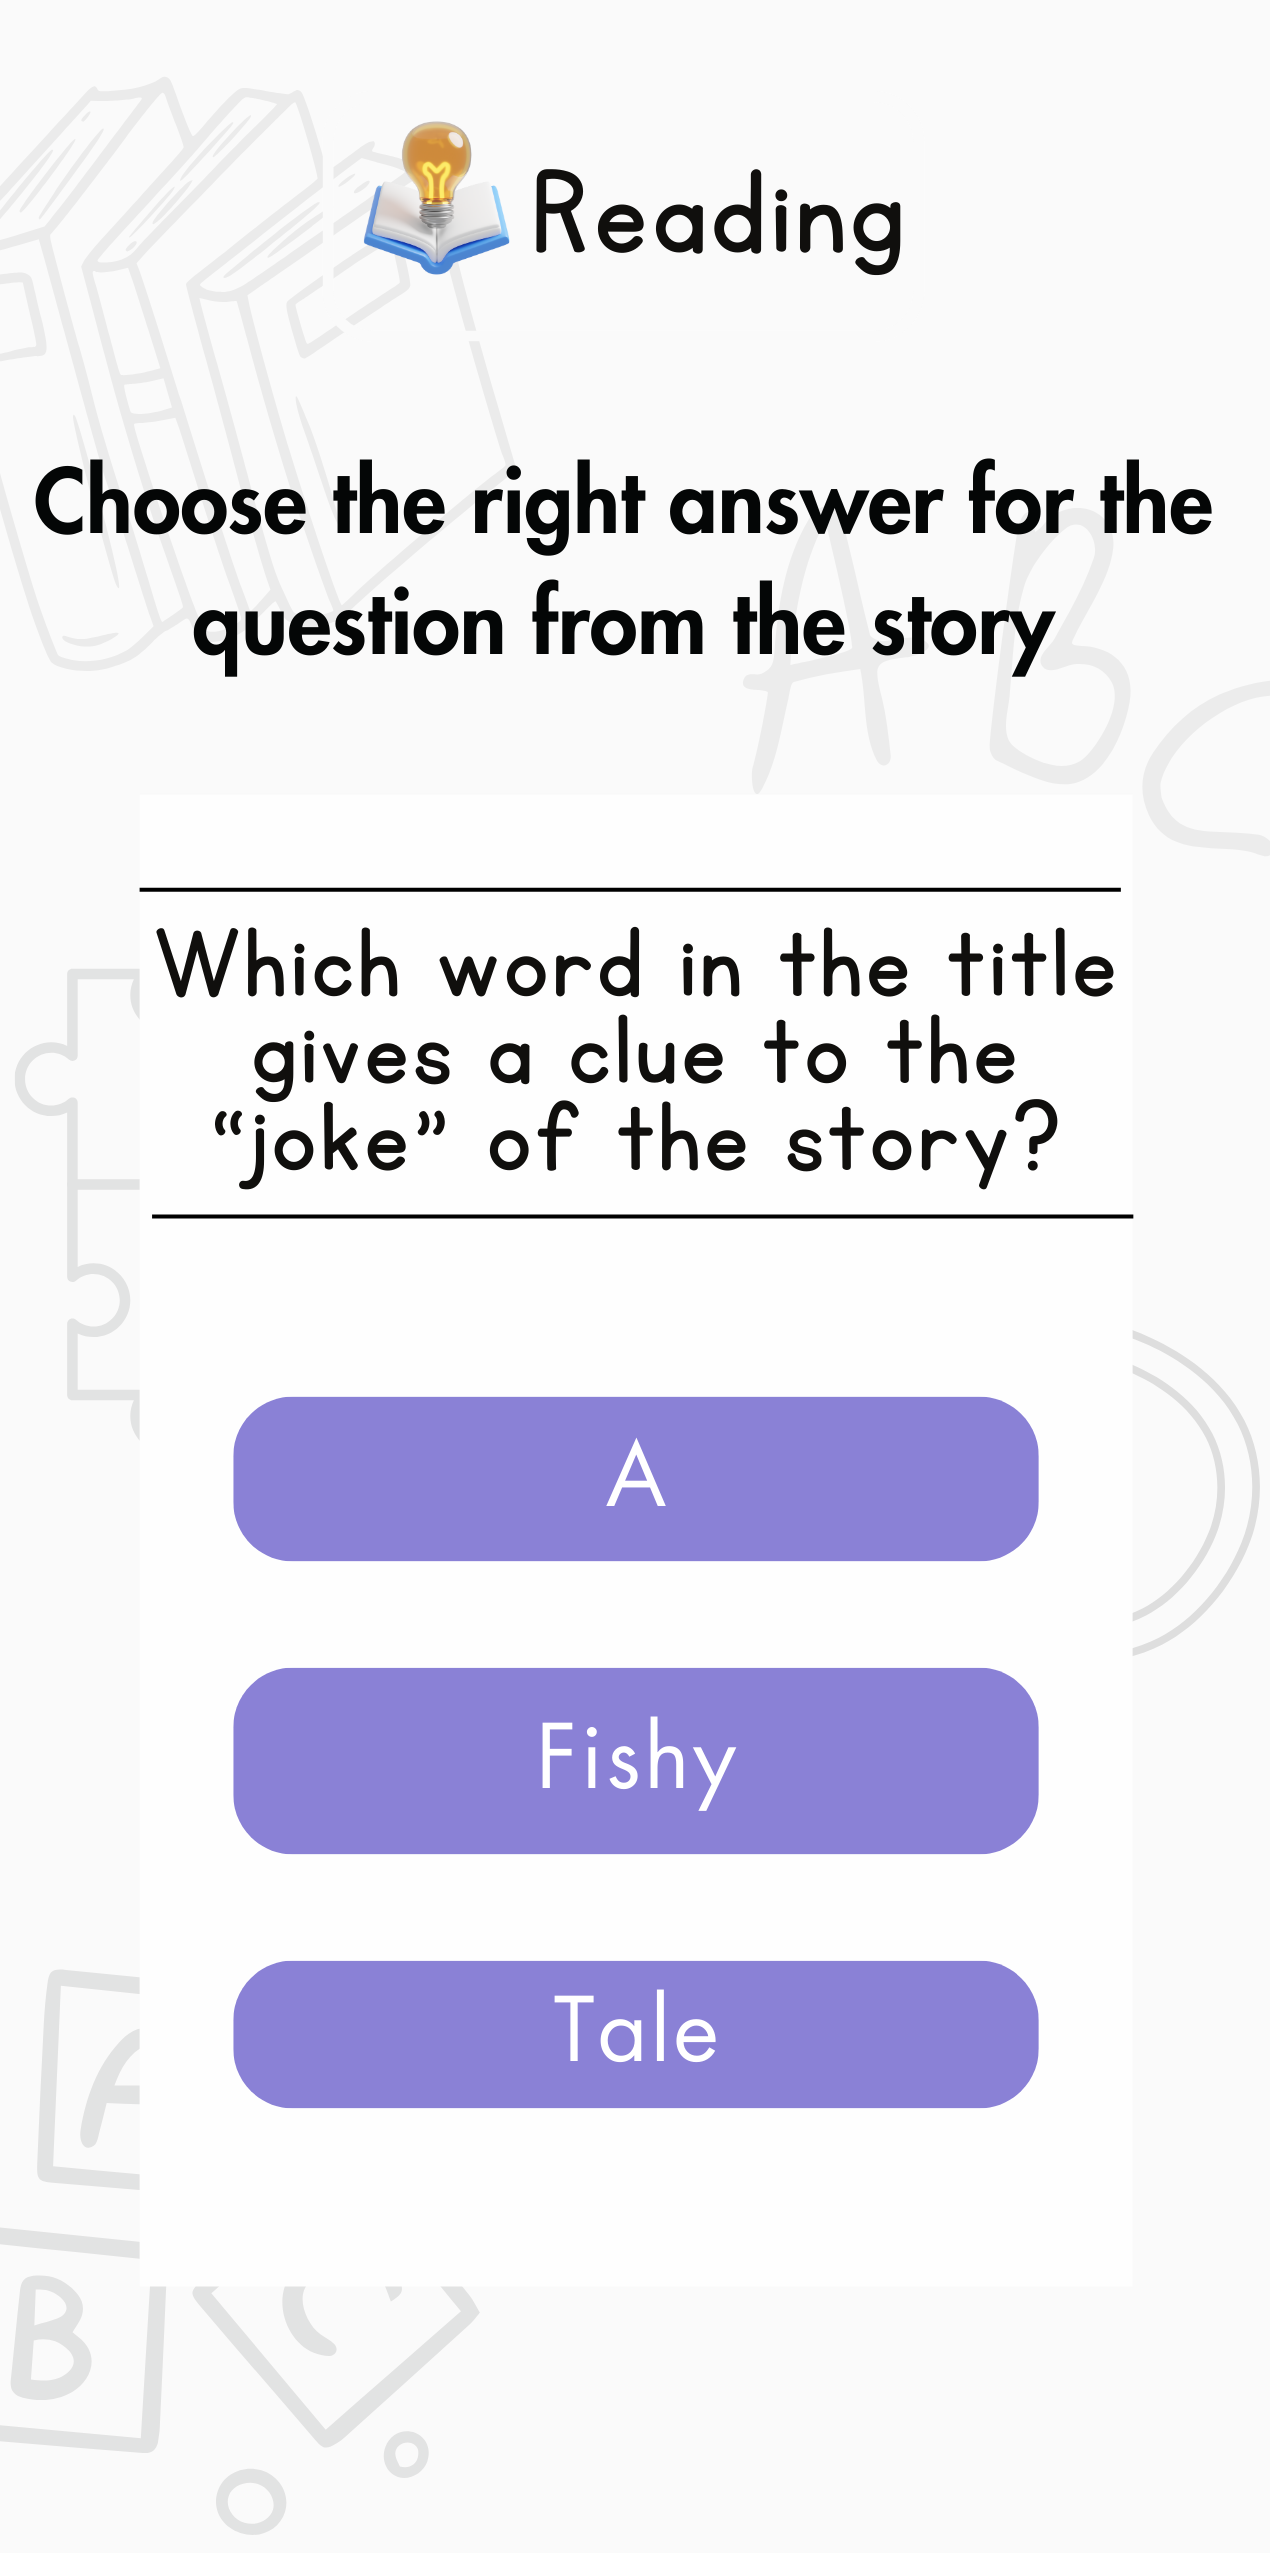 Reading
Choose the right answer for the
question from the story
A B
Which word in the title
gives a clue to the
“joke” of the story?
A
Fishy
Tale
A
B